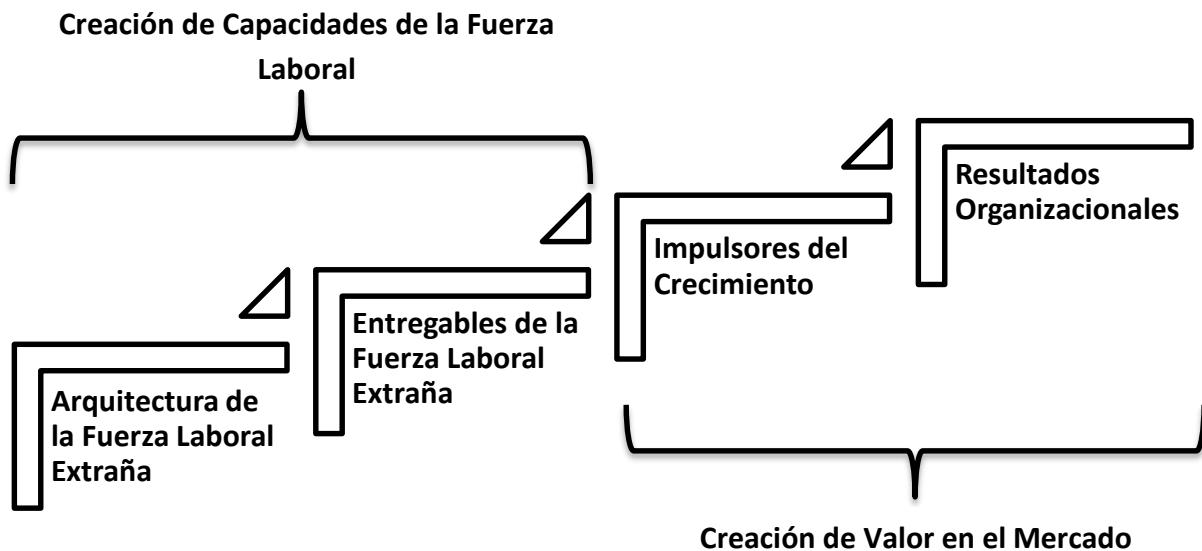 Creación de Capacidades de la Fuerza
Laboral
Resultados
Organizacionales
Impulsores del
Crecimiento
Entregables de la
Fuerza Laboral
Extraña
Arquitectura de
la Fuerza Laboral
Extraña
Creación de Valor en el Mercado